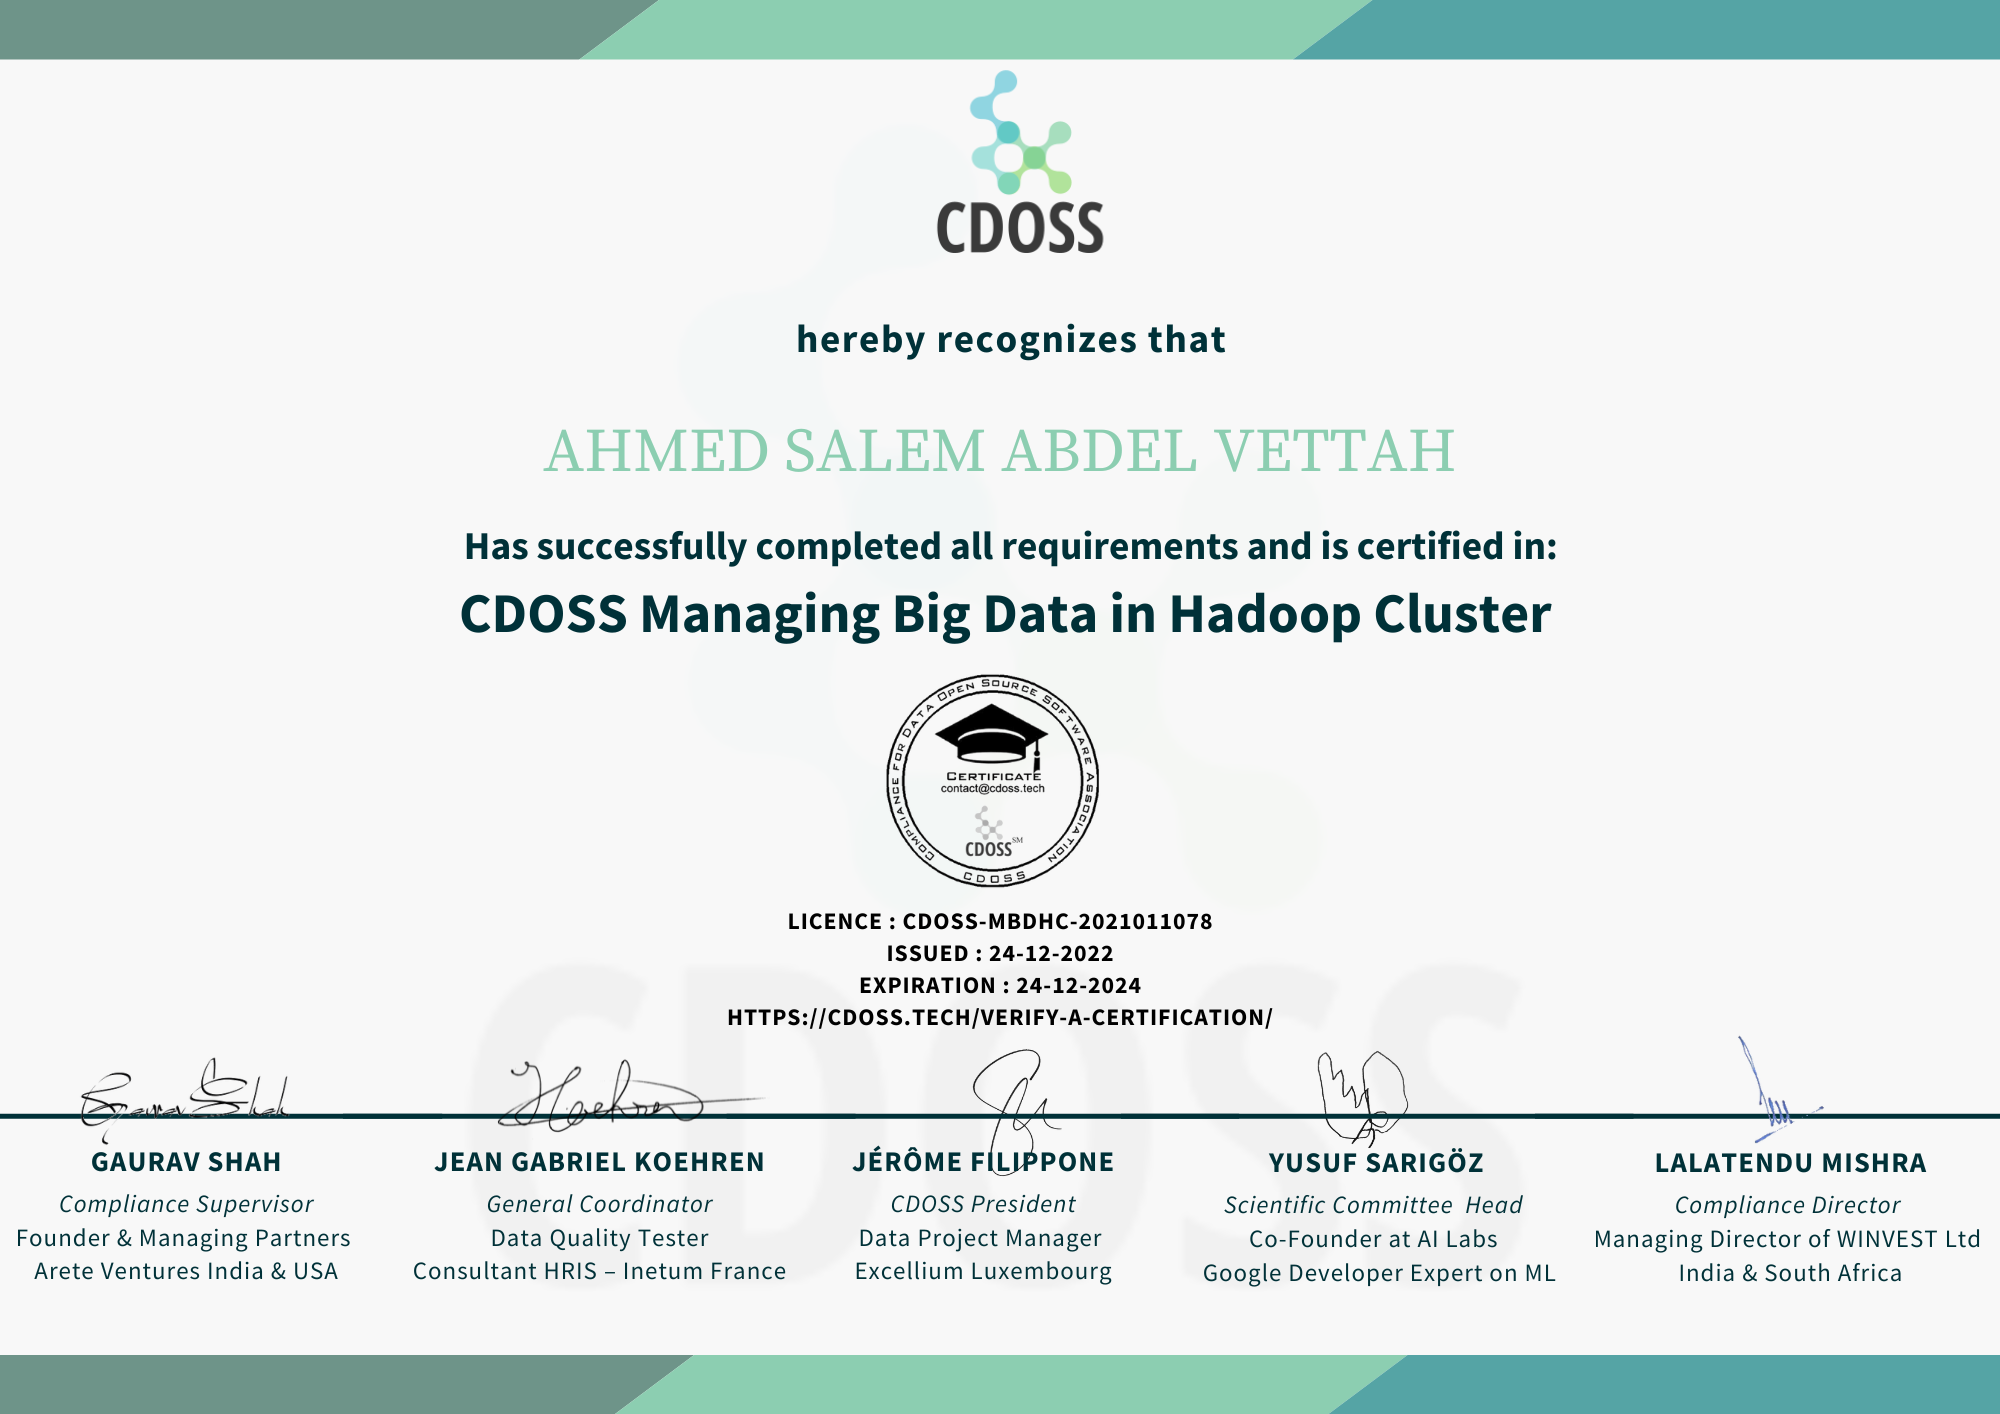 CDOSS
hereby recognizes that
AHMED SALEM ABDEL VETTAH
Has successfully completed all requirements and is certified in:
CDOSS Managing Big Data in Hadoop Cluster
COMPLIANCE FOR DATA OPEN SOURCE SOFTWARE ASSOCIATION
CERTIFICATE
contact@cdoss.tech
CDOSS SM
CDOSS
LICENCE : CDOSS-MBDHC-2021011078
ISSUED : 24-12-2022
EXPIRATION : 24-12-2024
HTTPS://CDOSS.TECH/VERIFY-A-CERTIFICATION/
CDOSS
Gaurav Shah
Koehren
GAURAV SHAH
Compliance Supervisor
Founder & Managing Partners
Arete Ventures India & USA
JEAN GABRIEL KOEHREN
General Coordinator
Data Quality Tester
Consultant HRIS – Inetum France
JÉRÔME FILIPPONE
CDOSS President
Data Project Manager
Excellium Luxembourg
YUSUF SARIGÖZ
Scientific Committee Head
Co-Founder at AI Labs
Google Developer Expert on ML
LALATENDU MISHRA
Compliance Director
Managing Director of WINVEST Ltd
India & South Africa